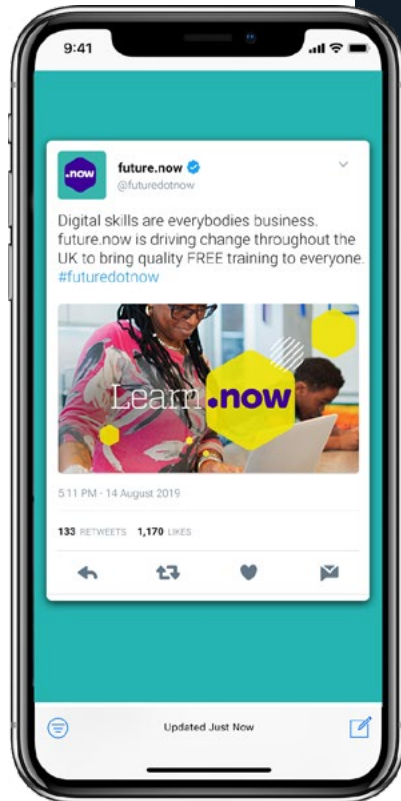 9:41
.now
future.now
@futuredotnow
Digital skills are everybodies business.
future.now is driving change throughout the
UK to bring quality FREE training to everyone.
#futuredotnow
Learn.now
5:11 PM - 14 August 2019
133 RETWEETS 1,170 LIKES
Updated Just Now